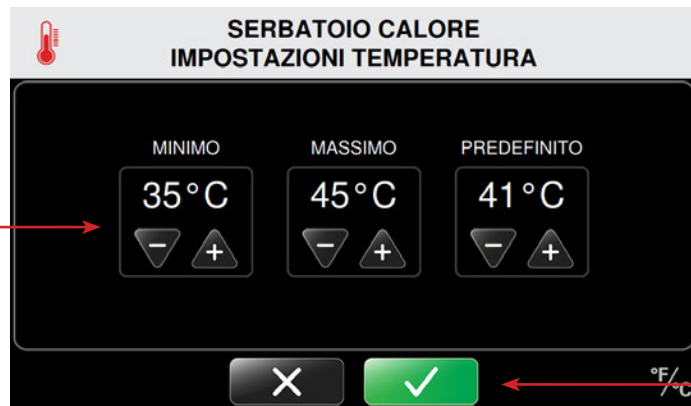 SERBATOIO CALORE
IMPOSTAZIONI TEMPERATURA
MINIMO MASSIMO PREDEFINITO
35°C 45°C 41°C
°F/°C